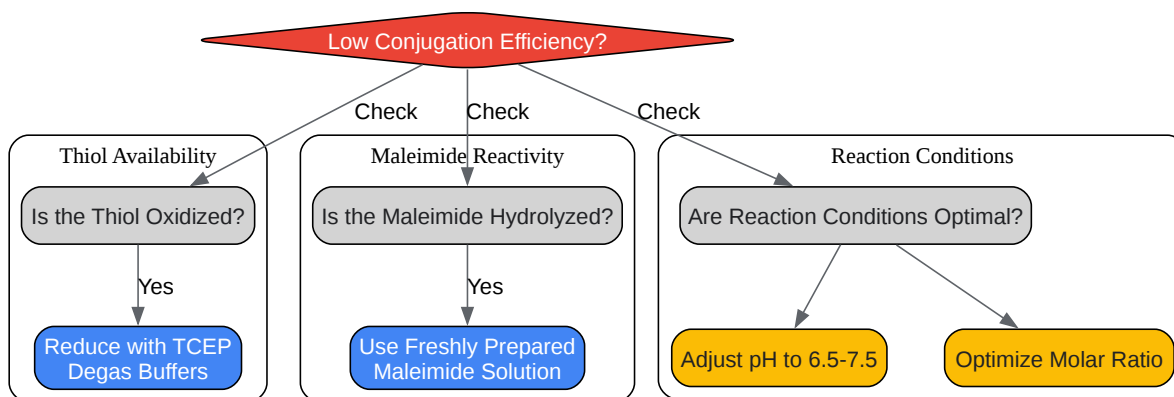 Low Conjugation Efficiency?
Check
Check
Check
Thiol Availability
Maleimide Reactivity
Reaction Conditions
Is the Thiol Oxidized?
Is the Maleimide Hydrolyzed?
Are Reaction Conditions Optimal?
Yes
Yes
Reduce with TCEP
Degas Buffers
Use Freshly Prepared
Maleimide Solution
Adjust pH to 6.5-7.5
Optimize Molar Ratio